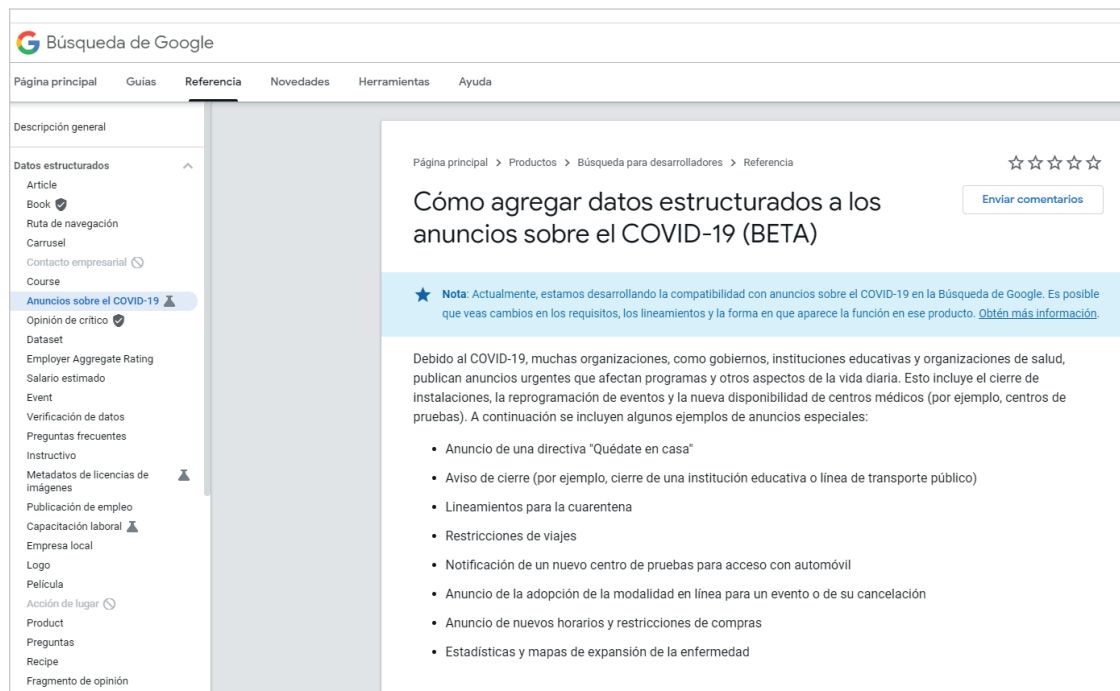 Búsqueda de Google
Página principal Guías Referencia Novedades Herramientas Ayuda
Descripción general
Datos estructurados
Article
Book
Ruta de navegación
Carrusel
Contacto empresarial
Course
Anuncios sobre el COVID-19
Opinión de crítico
Dataset
Employer Aggregate Rating
Salario estimado
Event
Verificación de datos
Preguntas frecuentes
Instructivo
Metadatos de licencias de
imágenes
Publicación de empleo
Capacitación laboral
Empresa local
Logo
Película
Acción de lugar
Product
Preguntas
Recipe
Fragmento de opinión
Página principal > Productos > Búsqueda para desarrolladores > Referencia
Cómo agregar datos estructurados a los
anuncios sobre el COVID-19 (BETA)
Enviar comentarios
Nota: Actualmente, estamos desarrollando la compatibilidad con anuncios sobre el COVID-19 en la Búsqueda de Google. Es posible
que veas cambios en los requisitos, los lineamientos y la forma en que aparece la función en ese producto. Obtén más información.
Debido al COVID-19, muchas organizaciones, como gobiernos, instituciones educativas y organizaciones de salud,
publican anuncios urgentes que afectan programas y otros aspectos de la vida diaria. Esto incluye el cierre de
instalaciones, la reprogramación de eventos y la nueva disponibilidad de centros médicos (por ejemplo, centros de
pruebas). A continuación se incluyen algunos ejemplos de anuncios especiales:
• Anuncio de una directiva "Quédate en casa"
• Aviso de cierre (por ejemplo, cierre de una institución educativa o línea de transporte público)
• Lineamientos para la cuarentena
• Restricciones de viajes
• Notificación de un nuevo centro de pruebas para acceso con automóvil
• Anuncio de la adopción de la modalidad en línea para un evento o de su cancelación
• Anuncio de nuevos horarios y restricciones de compras
• Estadísticas y mapas de expansión de la enfermedad